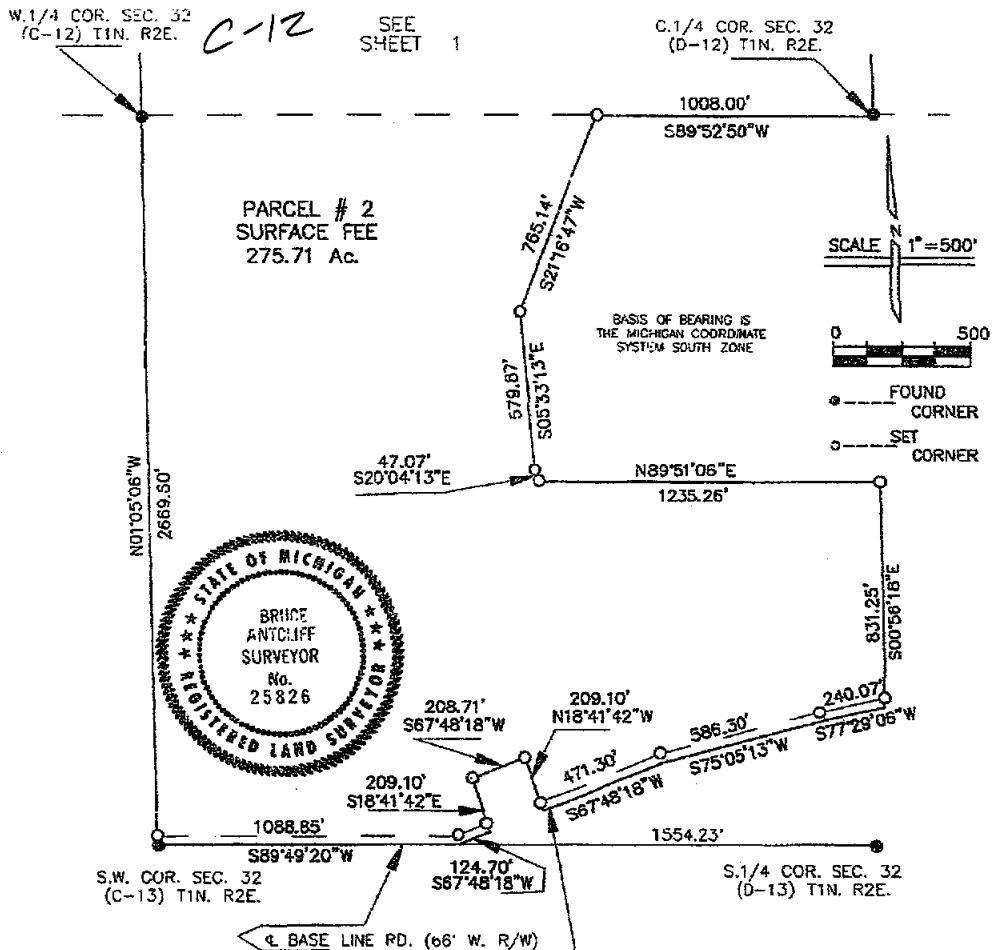 W.1/4 COR. SEC. 32
(C-12) T1N. R2E.
C-12
SEE
SHEET 1
C.1/4 COR. SEC. 32
(D-12) T1N. R2E.
1008.00'
S89°52'50"W
PARCEL # 2
SURFACE FEE
275.71 Ac.
765.14'
S21°16'47"W
N
SCALE 1"=500'
BASIS OF BEARING IS
THE MICHIGAN COORDINATE
SYSTEM SOUTH ZONE
0 500
FOUND
CORNER
SET
CORNER
579.87'
S05°33'13"E
47.07'
S20°04'13"E
N89°51'06"E
1235.26'
N01°05'06"W
2669.60'
STATE OF MICHIGAN
BRUCE
ANTCLIFF
SURVEYOR
No.
25826
REGISTERED LAND SURVEYOR
831.25'
S00°56'18"E
208.71'
S67°48'18"W
209.10'
N18°41'42"W
240.07'
S77°29'06"W
586.30'
S75°05'13"W
471.30'
S67°48'18"W
209.10'
S18°41'42"E
1088.85'
S89°49'20"W
1554.23'
124.70'
S67°48'18"W
S.W. COR. SEC. 32
(C-13) T1N. R2E.
S.1/4 COR. SEC. 32
(D-13) T1N. R2E.
℄ BASE LINE RD. (66' W. R/W)